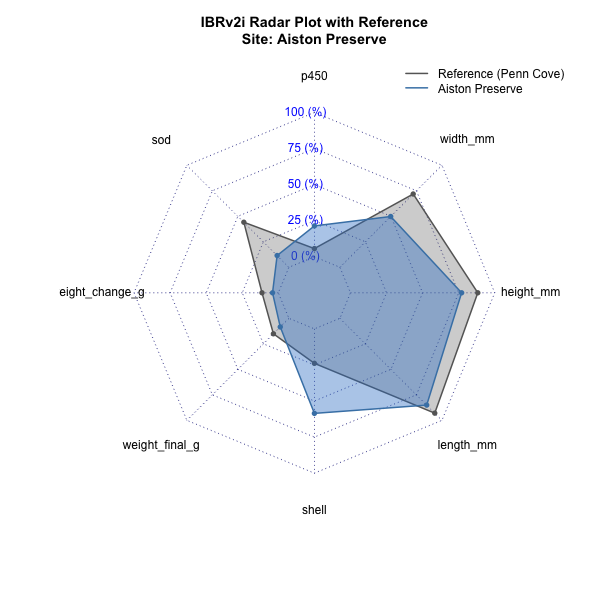 IBRv2i Radar Plot with Reference
Site: Aiston Preserve
p450
Reference (Penn Cove)
Aiston Preserve
100 (%)
sod
width_mm
75 (%)
50 (%)
25 (%)
0 (%)
eight_change_g
height_mm
weight_final_g
length_mm
shell